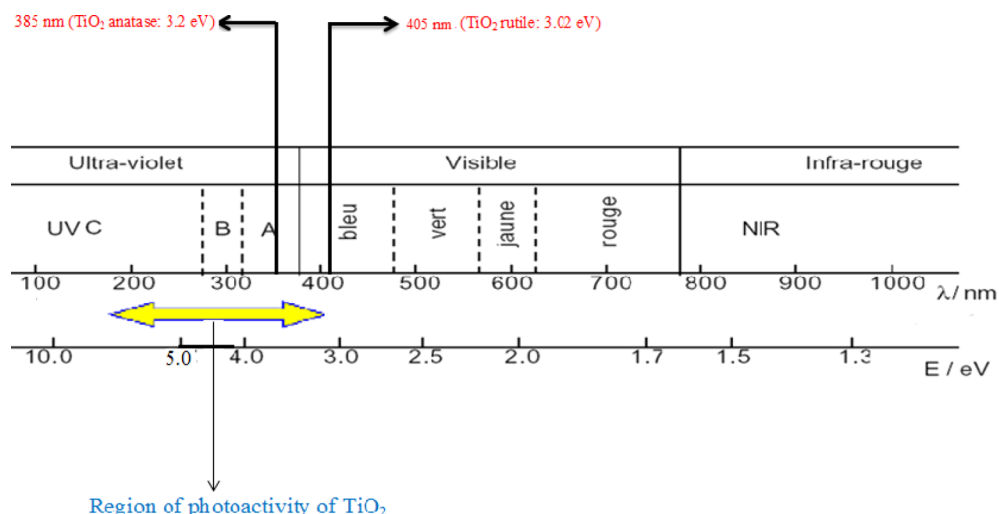 385 nm (TiO₂ anatase: 3.2 eV)
405 nm. (TiO₂ rutile: 3.02 eV)
Ultra-violet Visible Infra-rouge
UV C B A bleu vert jaune rouge NIR
100 200 300 400 500 600 700 800 900 1000 λ/ nm
10.0 5.0 4.0 3.0 2.5 2.0 1.7 1.5 1.3
E / eV
Region of photoactivity of TiO₂